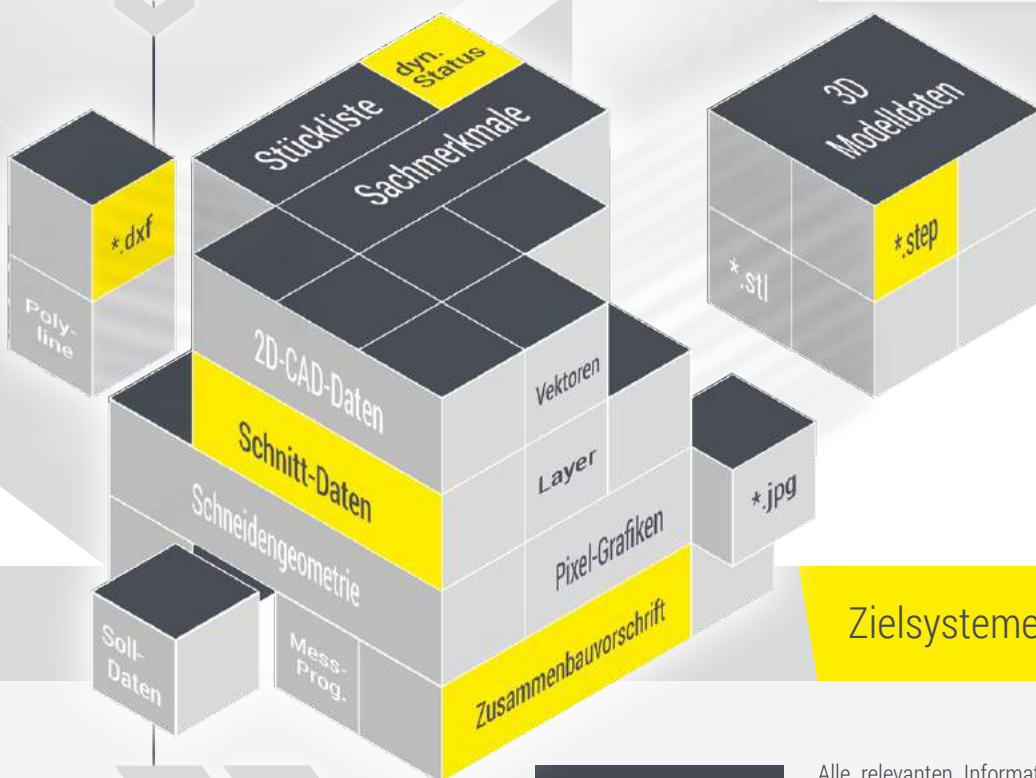 dyn.
Status
Stückliste
Sachmerkmale
3D
Modelldaten
*.dxf
*.step
*.stl
Poly-
line
2D-CAD-Daten
Vektoren
Schnitt-Daten
Layer
*.jpg
Schneidengeometrie
Pixel-Grafiken
Soll-
Daten
Mess-
Prog.
Zusammenbauvorschrift
Zielsysteme
Alle relevanten